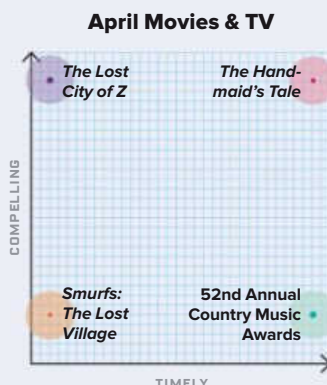 April Movies & TV
The Lost
City of Z
The Hand-
maid's Tale
COMPELLING
Smurfs:
The Lost
Village
52nd Annual
Country Music
Awards
TIMELY